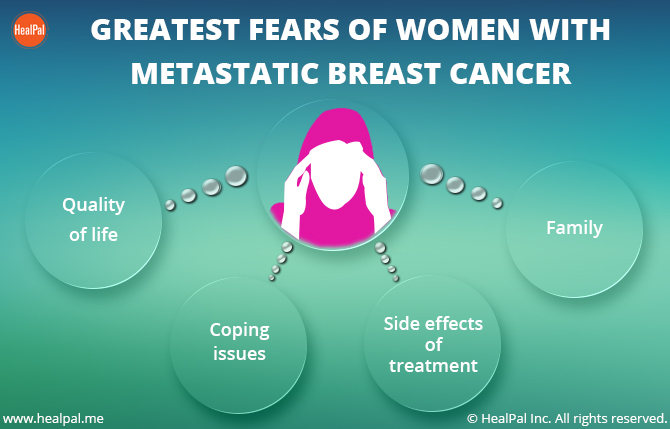 HealPal
GREATEST FEARS OF WOMEN WITH
METASTATIC BREAST CANCER
Quality
of life
Family
Coping
issues
Side effects
of
treatment
www.healpal.me
© HealPal Inc. All rights reserved.